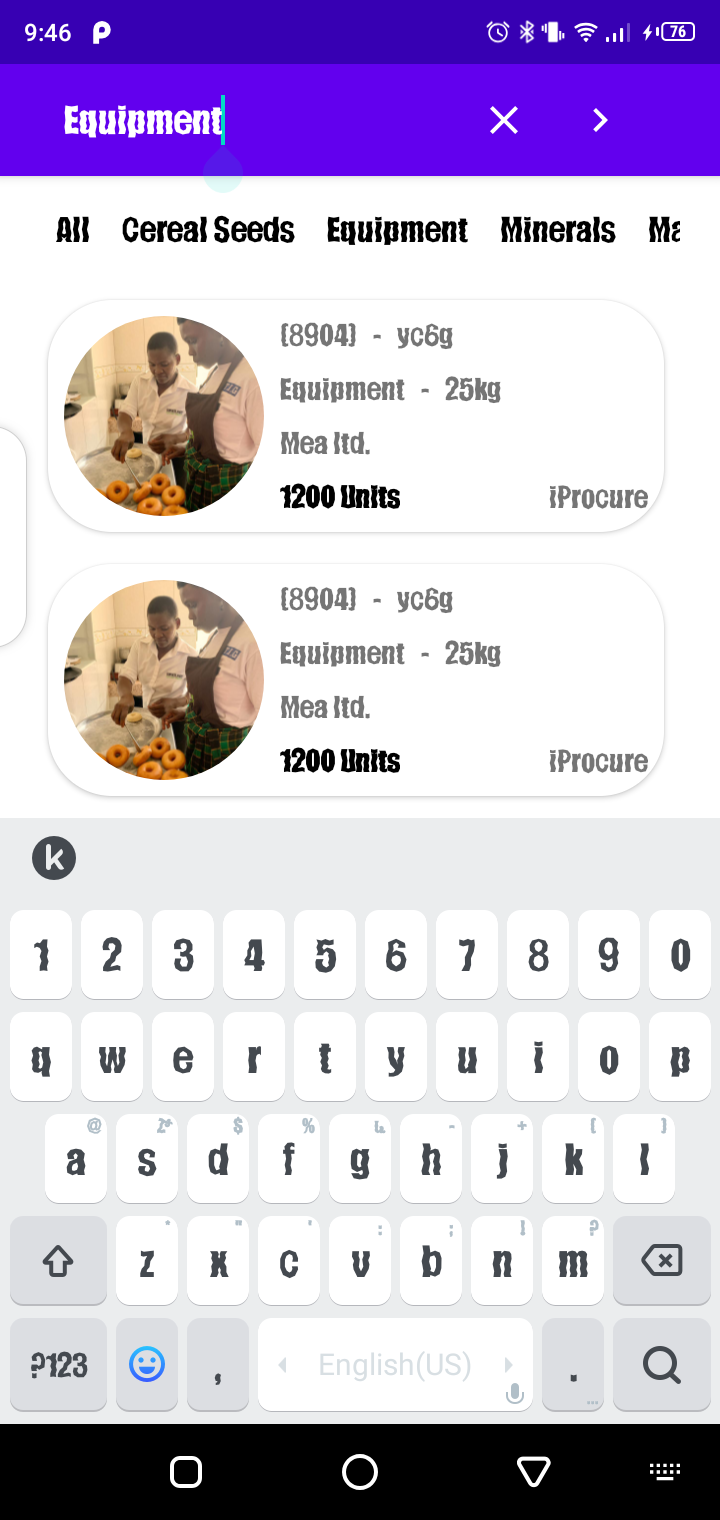 9:46
76
Equipment
All Cereal Seeds Equipment Minerals Ma
(8904) - yc6g
Equipment - 25kg
Mea ltd.
1200 Units iProcure
(8904) - yc6g
Equipment - 25kg
Mea ltd.
1200 Units iProcure
k
1 2 3 4 5 6 7 8 9 0
q w e r t y u i o p
@ $ % - + ( )
a s d f g h j k l
* " ' : ; ! ?
z x c v b n m
?123 , English(US) . ...